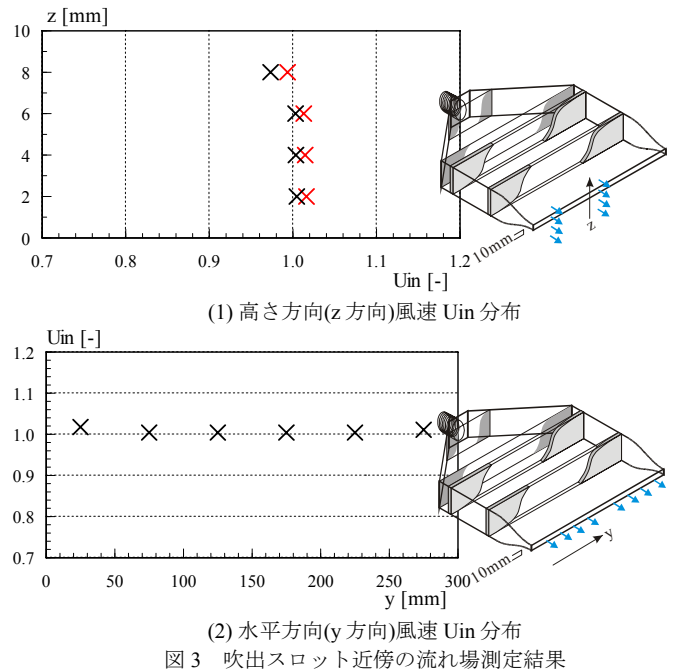 z [mm]
10
8
6
4
2
0
0.7 0.8 0.9 1.0 1.1 1.2
Uin [-]
10mm
z
(1) 高さ方向(z 方向)風速 Uin 分布
Uin [-]
1.2
1.1
1.0
0.9
0.8
0.7
0 50 100 150 200 250 300
y [mm]
10mm
y
(2) 水平方向(y 方向)風速 Uin 分布
図 3 吹出スロット近傍の流れ場測定結果